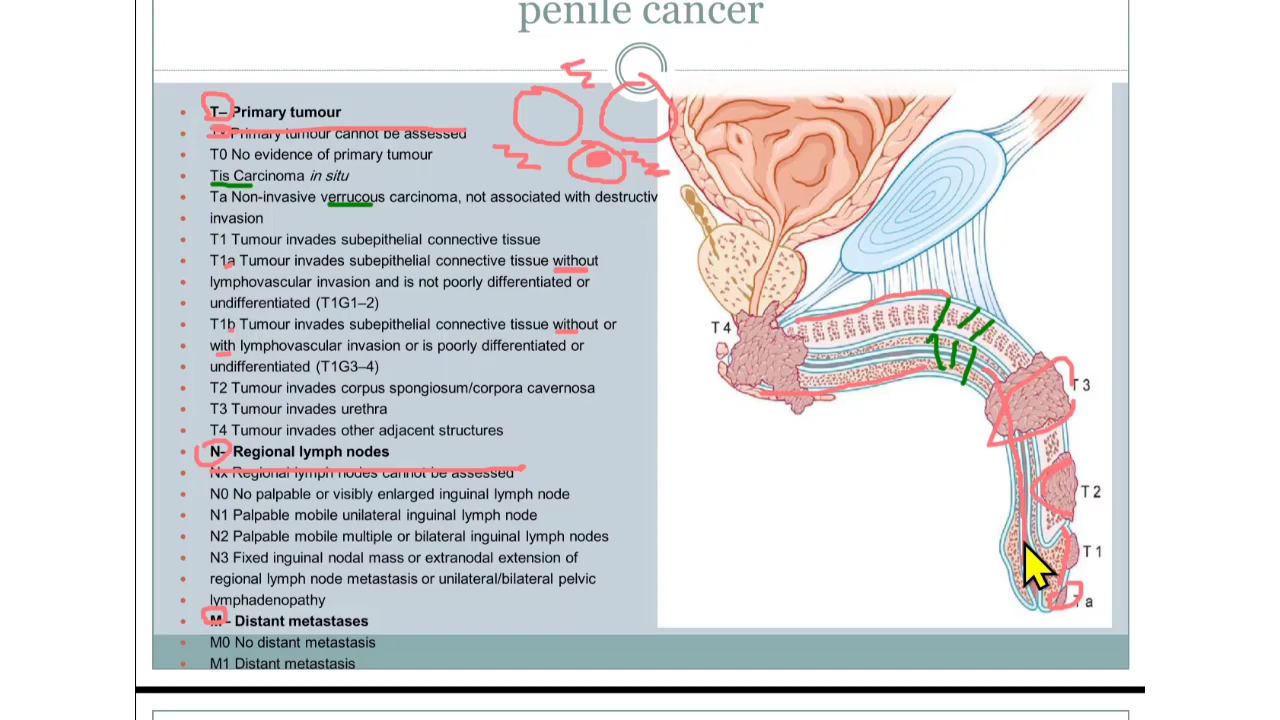 penile cancer
T– Primary tumour
Primary tumour cannot be assessed
T0 No evidence of primary tumour
Tis Carcinoma in situ
Ta Non-invasive verrucous carcinoma, not associated with destructiv
invasion
T1 Tumour invades subepithelial connective tissue
T1a Tumour invades subepithelial connective tissue without
lymphovascular invasion and is not poorly differentiated or
undifferentiated (T1G1–2)
T1b Tumour invades subepithelial connective tissue without or
with lymphovascular invasion or is poorly differentiated or
undifferentiated (T1G3–4)
T2 Tumour invades corpus spongiosum/corpora cavernosa
T3 Tumour invades urethra
T4 Tumour invades other adjacent structures
N- Regional lymph nodes
Nx Regional lymph nodes cannot be assessed
N0 No palpable or visibly enlarged inguinal lymph node
N1 Palpable mobile unilateral inguinal lymph node
N2 Palpable mobile multiple or bilateral inguinal lymph nodes
N3 Fixed inguinal nodal mass or extranodal extension of
regional lymph node metastasis or unilateral/bilateral pelvic
lymphadenopathy
M- Distant metastases
M0 No distant metastasis
M1 Distant metastasis
T 4
T 3
T 2
T 1
T a